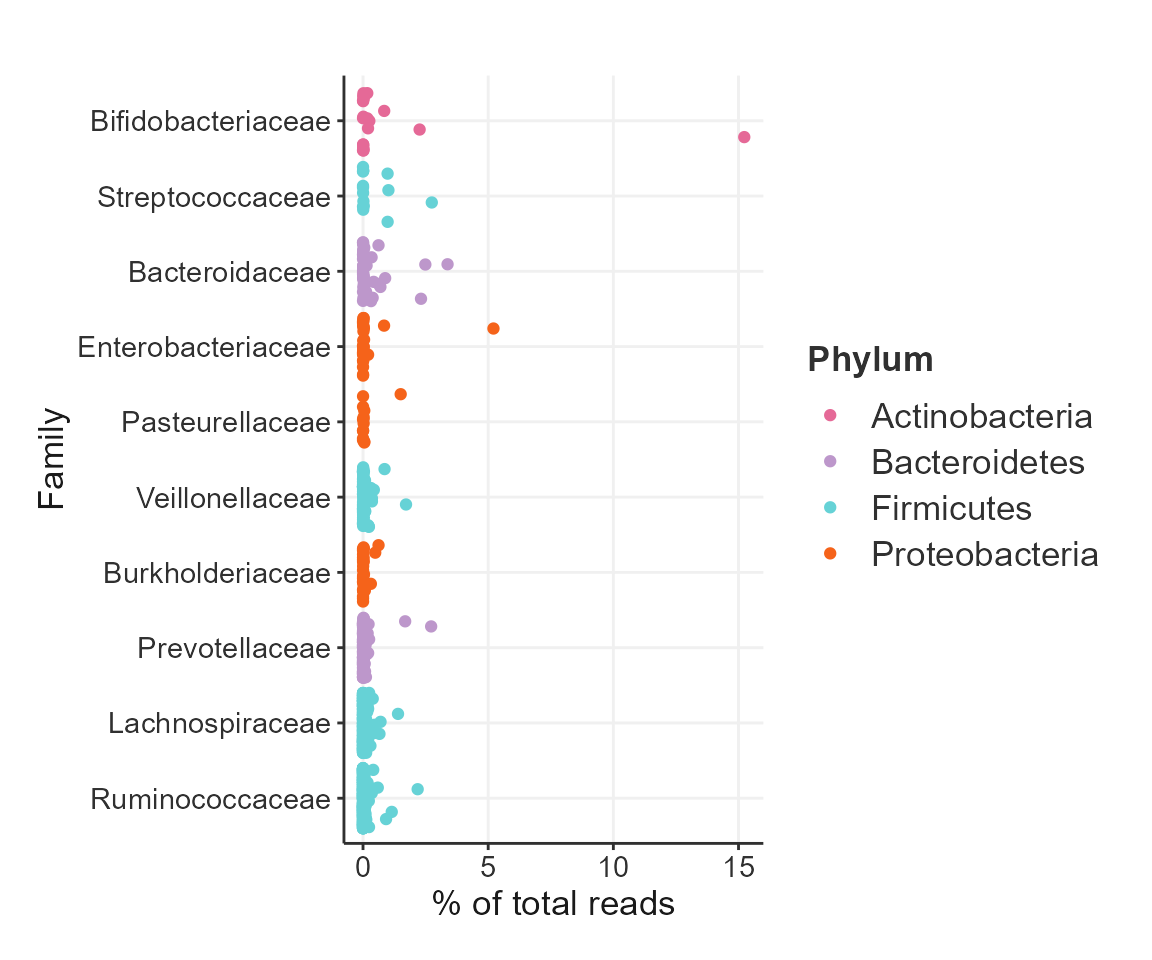 Bifidobacteriaceae
Streptococcaceae
Bacteroidaceae
Enterobacteriaceae
Pasteurellaceae
Veillonellaceae
Burkholderiaceae
Prevotellaceae
Lachnospiraceae
Ruminococcaceae
Family
0 5 10 15
% of total reads
Phylum
Actinobacteria
Bacteroidetes
Firmicutes
Proteobacteria